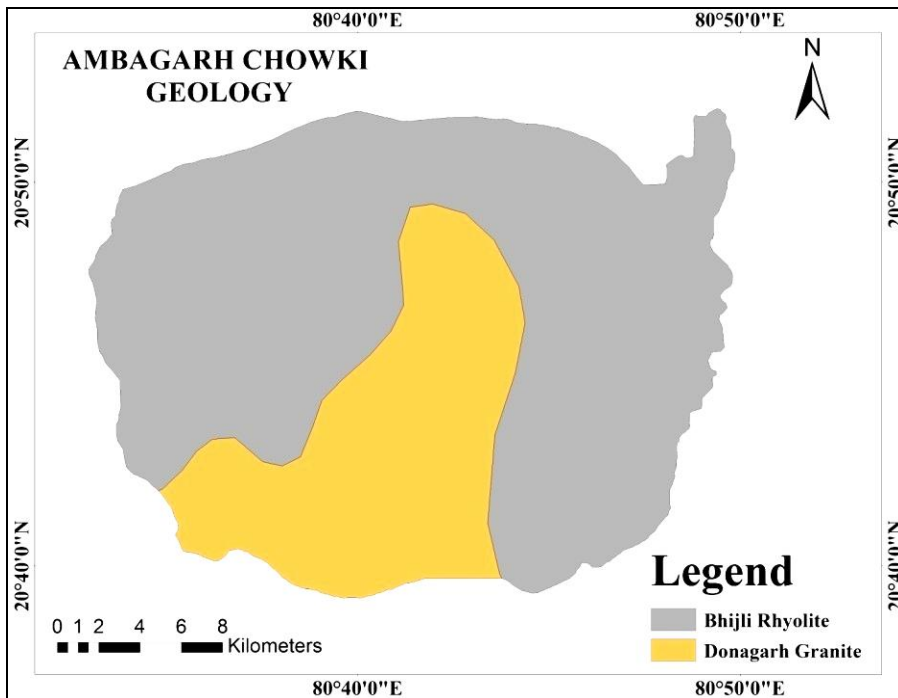 80°40'0"E 80°50'0"E
AMBAGARH CHOWKI
GEOLOGY
N
20°50'0"N 20°50'0"N
20°40'0"N 20°40'0"N
Legend
Bhijli Rhyolite
Donagarh Granite
0 1 2 4 6 8
Kilometers
80°40'0"E 80°50'0"E